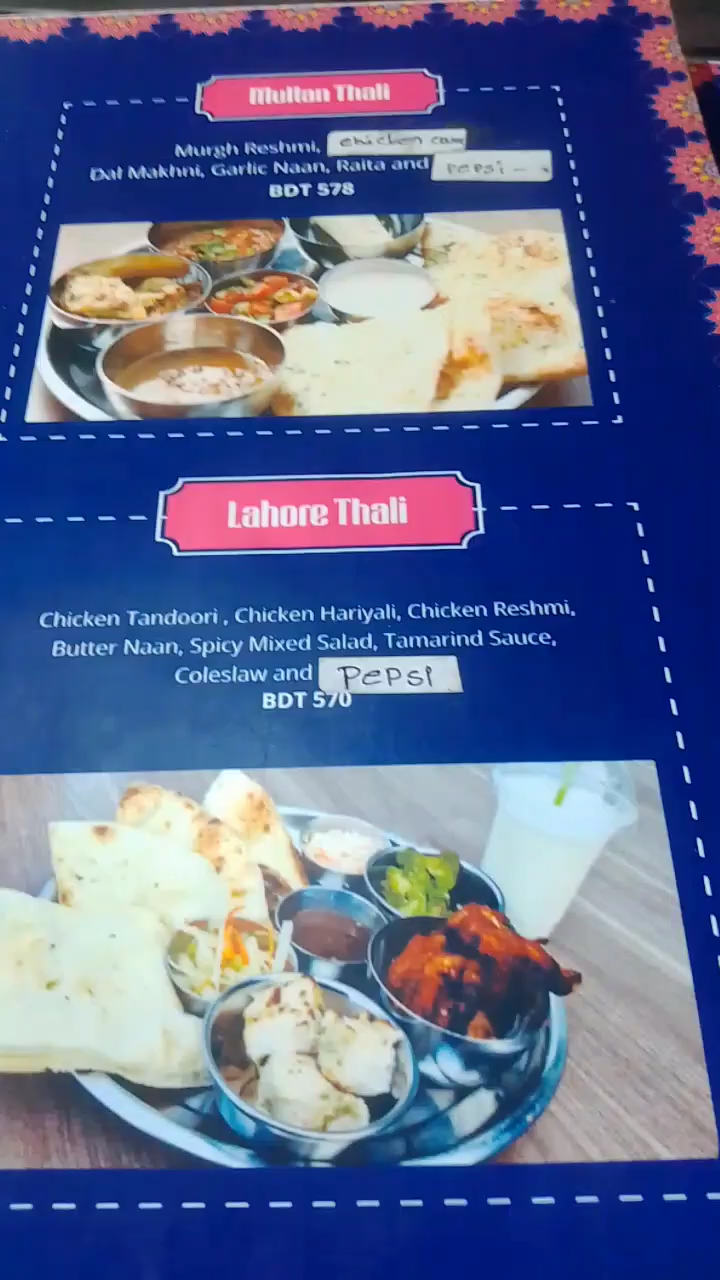 Multan Thali
Murgh Reshmi, chicken
Dal Makhni, Garlic Naan, Raita and Pepsi
BDT 578
Lahore Thali
Chicken Tandoori, Chicken Hariyali, Chicken Reshmi,
Butter Naan, Spicy Mixed Salad, Tamarind Sauce,
Coleslaw and Pepsi
BDT 570